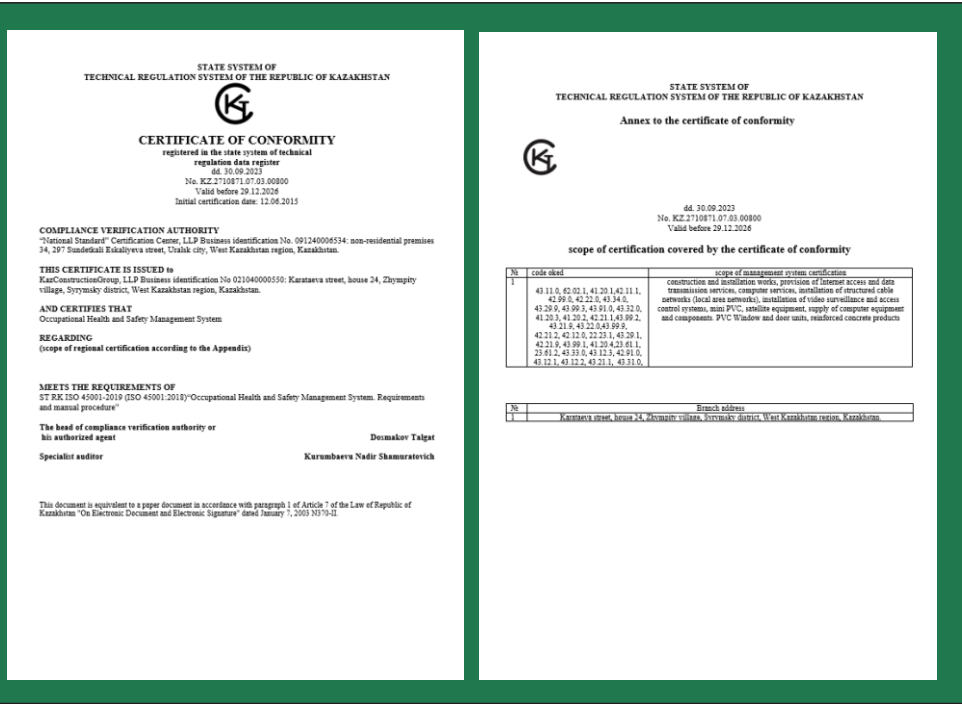 STATE SYSTEM OF
TECHNICAL REGULATION SYSTEM OF THE REPUBLIC OF KAZAKHSTAN
CERTIFICATE OF CONFORMITY
registered in the state system of technical
regulation data register
dd. 30.09.2023
No. KZ.2710871.07.03.00800
Valid before 29.12.2026
Initial certification date: 12.06.2015
COMPLIANCE VERIFICATION AUTHORITY
"National Standard" Certification Center, LLP Business identification No. 091240006534: non-residential premises
34, 297 Sundetkali Eskaliyeva street, Uralsk city, West Kazakhstan region, Kazakhstan.
THIS CERTIFICATE IS ISSUED to
KazConstructionGroup, LLP Business identification No 021040000550: Karataeva street, house 24, Zhympity
village, Syrymsky district, West Kazakhstan region, Kazakhstan.
AND CERTIFIES THAT
Occupational Health and Safety Management System
REGARDING
(scope of regional certification according to the Appendix)
MEETS THE REQUIREMENTS OF
ST RK ISO 45001-2019 (ISO 45001:2018)"Occupational Health and Safety Management System. Requirements
and manual procedure"
The head of compliance verification authority or
his authorized agent Dosmakov Talgat
Specialist auditor Kurumbaevu Nadir Shamuratovich
This document is equivalent to a paper document in accordance with paragraph 1 of Article 7 of the Law of Republic of
Kazakhstan "On Electronic Document and Electronic Signature" dated January 7, 2003 N370-II.
STATE SYSTEM OF
TECHNICAL REGULATION SYSTEM OF THE REPUBLIC OF KAZAKHSTAN
Annex to the certificate of conformity
dd. 30.09.2023
No. KZ.2710871.07.03.00800
Valid before 29.12.2026
scope of certification covered by the certificate of conformity
№ code oked scope of management system certification
1
43.11.0, 62.02.1, 41.20.1,42.11.1,
42.99.0, 42.22.0, 43.34.0,
43.29.9, 43.99.3, 43.91.0, 43.32.0,
41.20.3, 41.20.2, 42.21.1,43.99.2,
43.21.9, 43.22.0,43.99.9,
42.21.2, 42.12.0, 22.23.1, 43.29.1,
42.21.9, 43.99.1, 41.20.4,23.61.1,
23.61.2, 43.33.0, 43.12.3, 42.91.0,
43.12.1, 43.12.2, 43.21.1, 43.31.0,
construction and installation works, provision of Internet access and data
transmission services, computer services, installation of structured cable
networks (local area networks), installation of video surveillance and access
control systems, mini PVC, satellite equipment, supply of computer equipment
and components. PVC Window and door units, reinforced concrete products
№ Branch address
1 Karataeva street, house 24, Zhympity village, Syrymsky district, West Kazakhstan region, Kazakhstan.